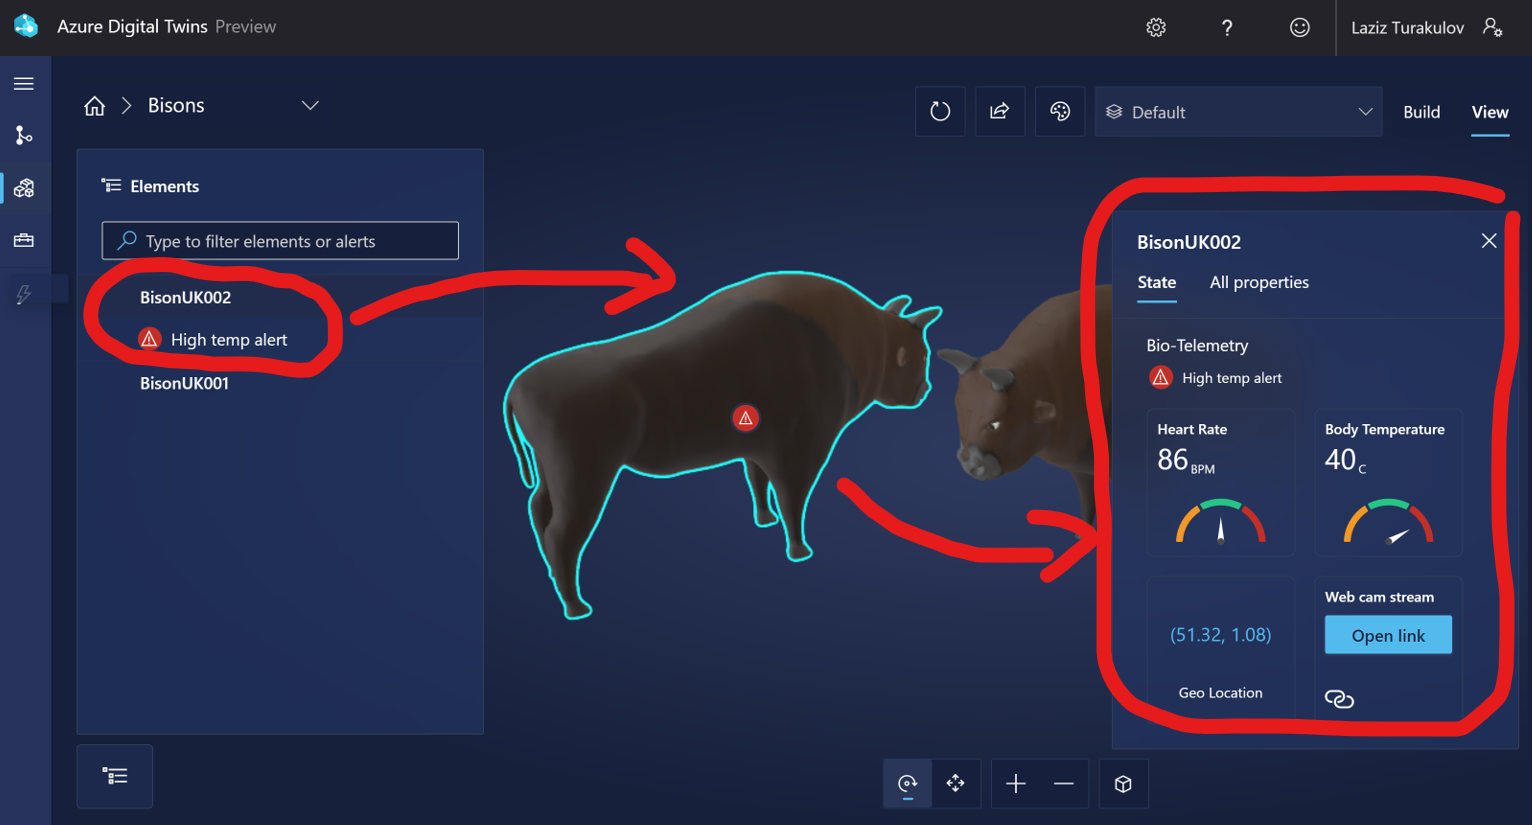 Azure Digital Twins Preview
?
Laziz Turakulov
Bisons
Default
Build
View
Elements
Type to filter elements or alerts
BisonUK002
High temp alert
BisonUK001
BisonUK002
State
All properties
Bio-Telemetry
High temp alert
Heart Rate
86 BPM
Body Temperature
40 C
(51.32, 1.08)
Geo Location
Web cam stream
Open link